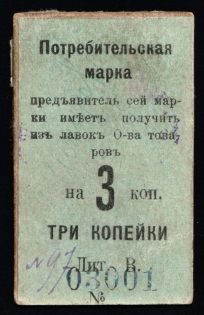 Потребительская
марка
предъявитель сей мар-
ки имѣетъ получить
изъ лавокъ О-ва това-
ровъ
на 3 коп.
ТРИ КОПЕЙКИ
Лит. В.
03001
№